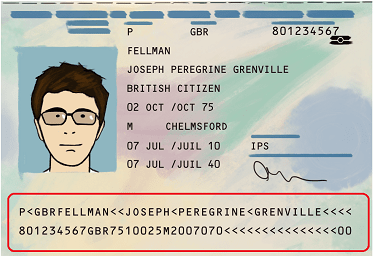 P GBR 801234567
FELLMAN
JOSEPH PEREGRINE GRENVILLE
BRITISH CITIZEN
02 OCT /OCT 75
M CHELMSFORD
07 JUL /JUIL 10 IPS
07 JUL /JUIL 40
P<GBRFELLMAN<<JOSEPH<PEREGRINE<GRENVILLE<<<<
801234567GBR7510025M2007070<<<<<<<<<<<<<<<00